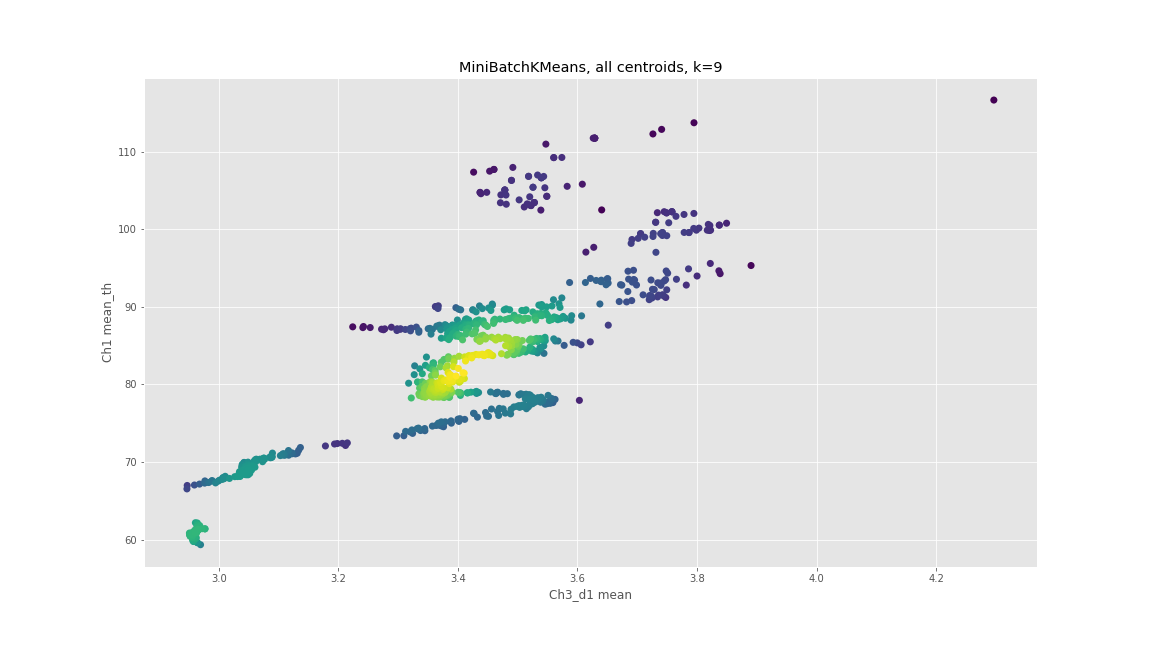 MiniBatchKMeans, all centroids, k=9
110
100
90
80
70
60
Ch1 mean_th
3.0 3.2 3.4 3.6 3.8 4.0 4.2
Ch3_d1 mean